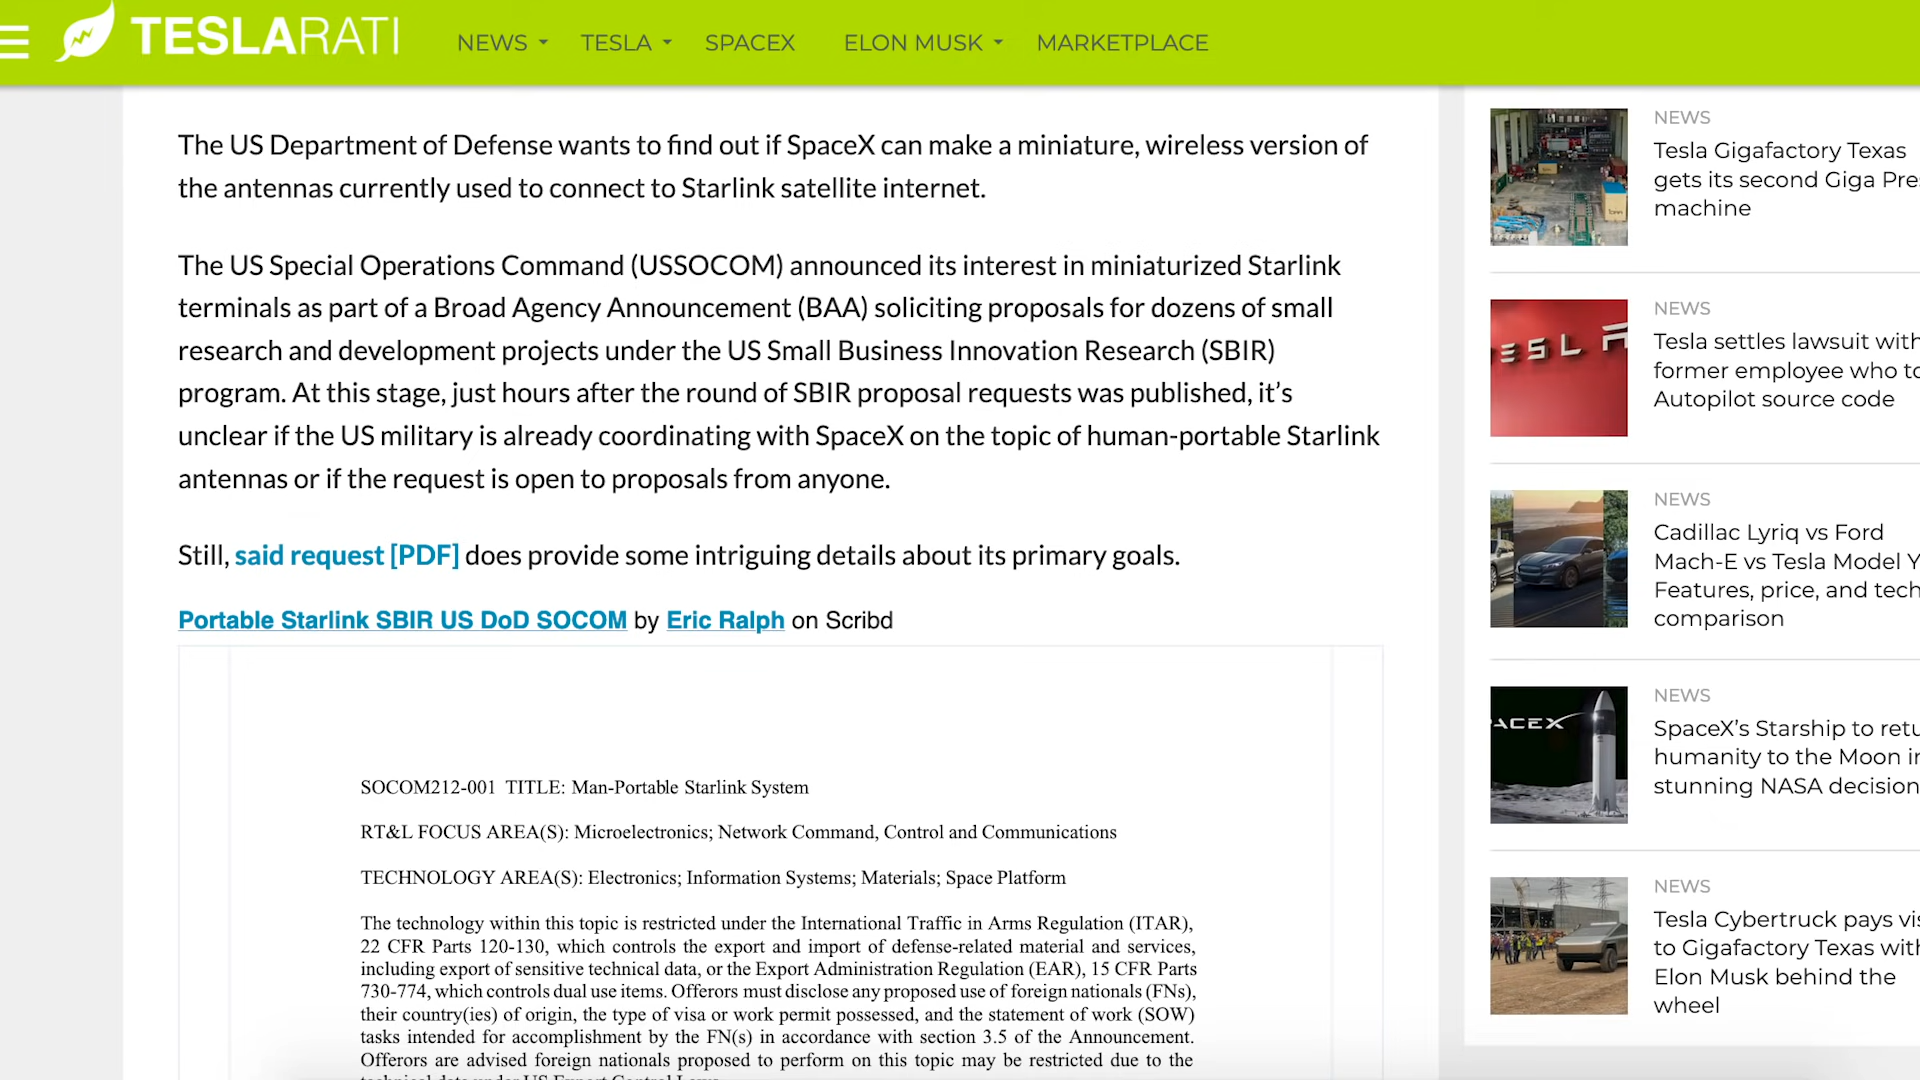 TESLARATI
NEWS TESLA SPACEX ELON MUSK MARKETPLACE
The US Department of Defense wants to find out if SpaceX can make a miniature, wireless version of
the antennas currently used to connect to Starlink satellite internet.
The US Special Operations Command (USSOCOM) announced its interest in miniaturized Starlink
terminals as part of a Broad Agency Announcement (BAA) soliciting proposals for dozens of small
research and development projects under the US Small Business Innovation Research (SBIR)
program. At this stage, just hours after the round of SBIR proposal requests was published, it’s
unclear if the US military is already coordinating with SpaceX on the topic of human-portable Starlink
antennas or if the request is open to proposals from anyone.
Still, said request [PDF] does provide some intriguing details about its primary goals.
Portable Starlink SBIR US DoD SOCOM by Eric Ralph on Scribd
SOCOM212-001 TITLE: Man-Portable Starlink System
RT&L FOCUS AREA(S): Microelectronics; Network Command, Control and Communications
TECHNOLOGY AREA(S): Electronics; Information Systems; Materials; Space Platform
The technology within this topic is restricted under the International Traffic in Arms Regulation (ITAR),
22 CFR Parts 120-130, which controls the export and import of defense-related material and services,
including export of sensitive technical data, or the Export Administration Regulation (EAR), 15 CFR Parts
730-774, which controls dual use items. Offerors must disclose any proposed use of foreign nationals (FNs),
their country(ies) of origin, the type of visa or work permit possessed, and the statement of work (SOW)
tasks intended for accomplishment by the FN(s) in accordance with section 3.5 of the Announcement.
Offerors are advised foreign nationals proposed to perform on this topic may be restricted due to the
NEWS
Tesla Gigafactory Texas
gets its second Giga Pre
machine
ESLA
NEWS
Tesla settles lawsuit with
former employee who to
Autopilot source code
NEWS
Cadillac Lyriq vs Ford
Mach-E vs Tesla Model Y
Features, price, and tech
comparison
PACEX
NEWS
SpaceX’s Starship to retu
humanity to the Moon in
stunning NASA decision
NEWS
Tesla Cybertruck pays vis
to Gigafactory Texas with
Elon Musk behind the
wheel